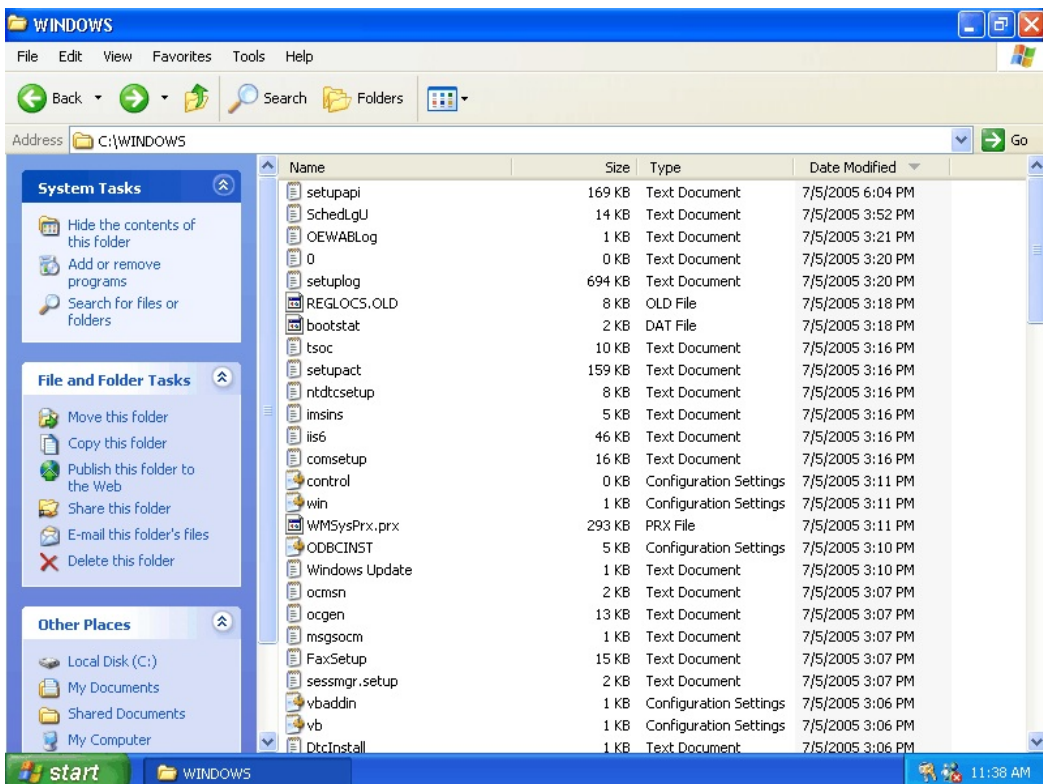 WINDOWS
File Edit View Favorites Tools Help
Back Search Folders
Address C:\WINDOWS Go
System Tasks
Hide the contents of
this folder
Add or remove
programs
Search for files or
folders
File and Folder Tasks
Move this folder
Copy this folder
Publish this folder to
the Web
Share this folder
E-mail this folder's files
Delete this folder
Other Places
Local Disk (C:)
My Documents
Shared Documents
My Computer
Name Size Type Date Modified
setupapi 169 KB Text Document 7/5/2005 6:04 PM
SchedLgU 14 KB Text Document 7/5/2005 3:52 PM
OEWABLog 1 KB Text Document 7/5/2005 3:21 PM
0 0 KB Text Document 7/5/2005 3:20 PM
setuplog 694 KB Text Document 7/5/2005 3:20 PM
REGLOCS.OLD 8 KB OLD File 7/5/2005 3:18 PM
bootstat 2 KB DAT File 7/5/2005 3:18 PM
tsoc 10 KB Text Document 7/5/2005 3:16 PM
setupact 159 KB Text Document 7/5/2005 3:16 PM
ntdtcsetup 8 KB Text Document 7/5/2005 3:16 PM
imsins 5 KB Text Document 7/5/2005 3:16 PM
iis6 46 KB Text Document 7/5/2005 3:16 PM
comsetup 16 KB Text Document 7/5/2005 3:16 PM
control 0 KB Configuration Settings 7/5/2005 3:11 PM
win 1 KB Configuration Settings 7/5/2005 3:11 PM
WMSysPrx.prx 293 KB PRX File 7/5/2005 3:11 PM
ODBCINST 5 KB Configuration Settings 7/5/2005 3:10 PM
Windows Update 1 KB Text Document 7/5/2005 3:10 PM
ocmsn 2 KB Text Document 7/5/2005 3:07 PM
ocgen 13 KB Text Document 7/5/2005 3:07 PM
msgsocm 1 KB Text Document 7/5/2005 3:07 PM
FaxSetup 15 KB Text Document 7/5/2005 3:07 PM
sessmgr.setup 2 KB Text Document 7/5/2005 3:07 PM
vbaddin 1 KB Configuration Settings 7/5/2005 3:06 PM
vb 1 KB Configuration Settings 7/5/2005 3:06 PM
DtcInstall 1 KB Text Document 7/5/2005 3:06 PM
start WINDOWS 11:38 AM